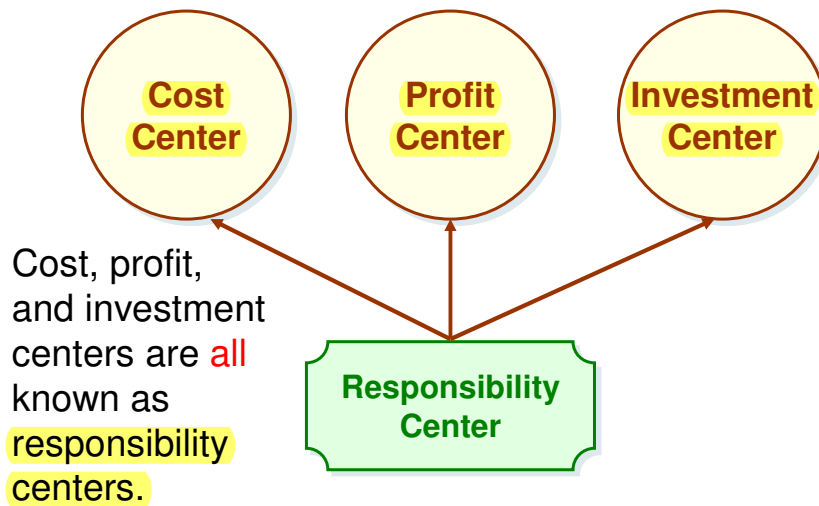 Cost
Center
Profit
Center
Investment
Center
Cost, profit,
and investment
centers are all
known as
responsibility
centers.
Responsibility
Center